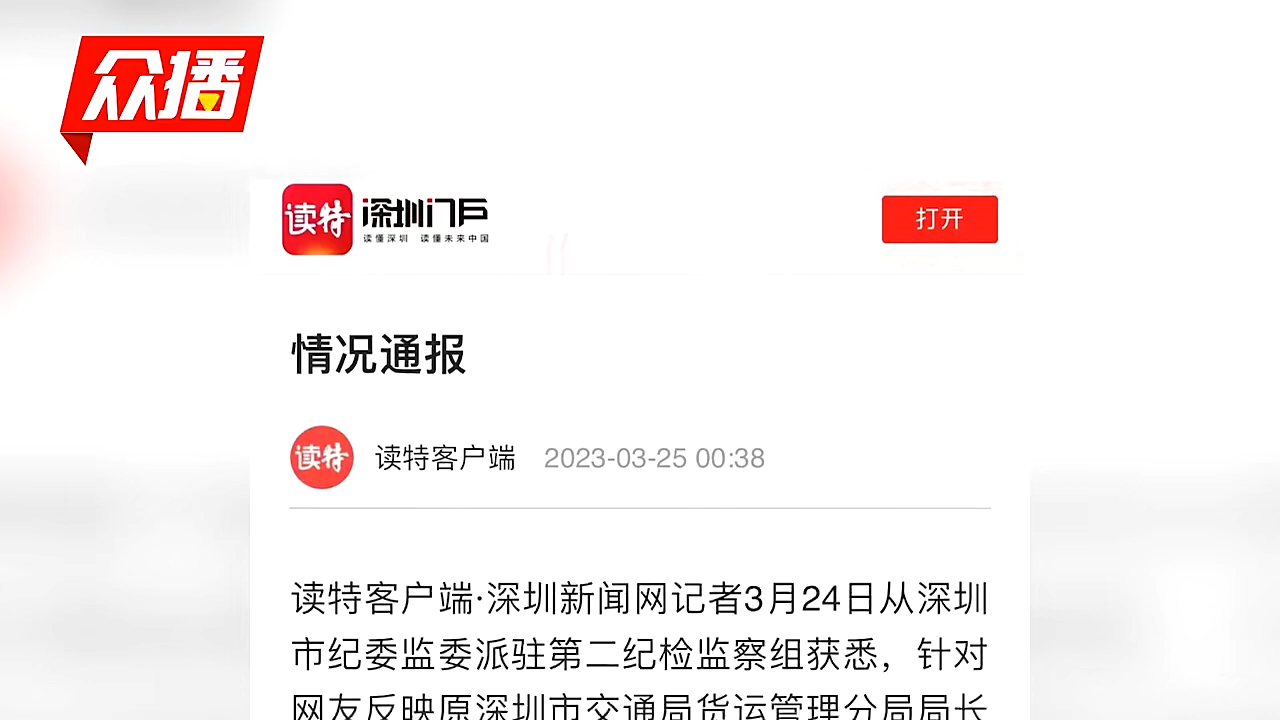 众播
读特
深圳门户
读懂深圳 读懂未来中国
打开
情况通报
读特
读特客户端 2023-03-25 00:38
读特客户端·深圳新闻网记者3月24日从深圳
市纪委监委派驻第二纪检监察组获悉，针对
网友反映原深圳市交通局货运管理分局局长